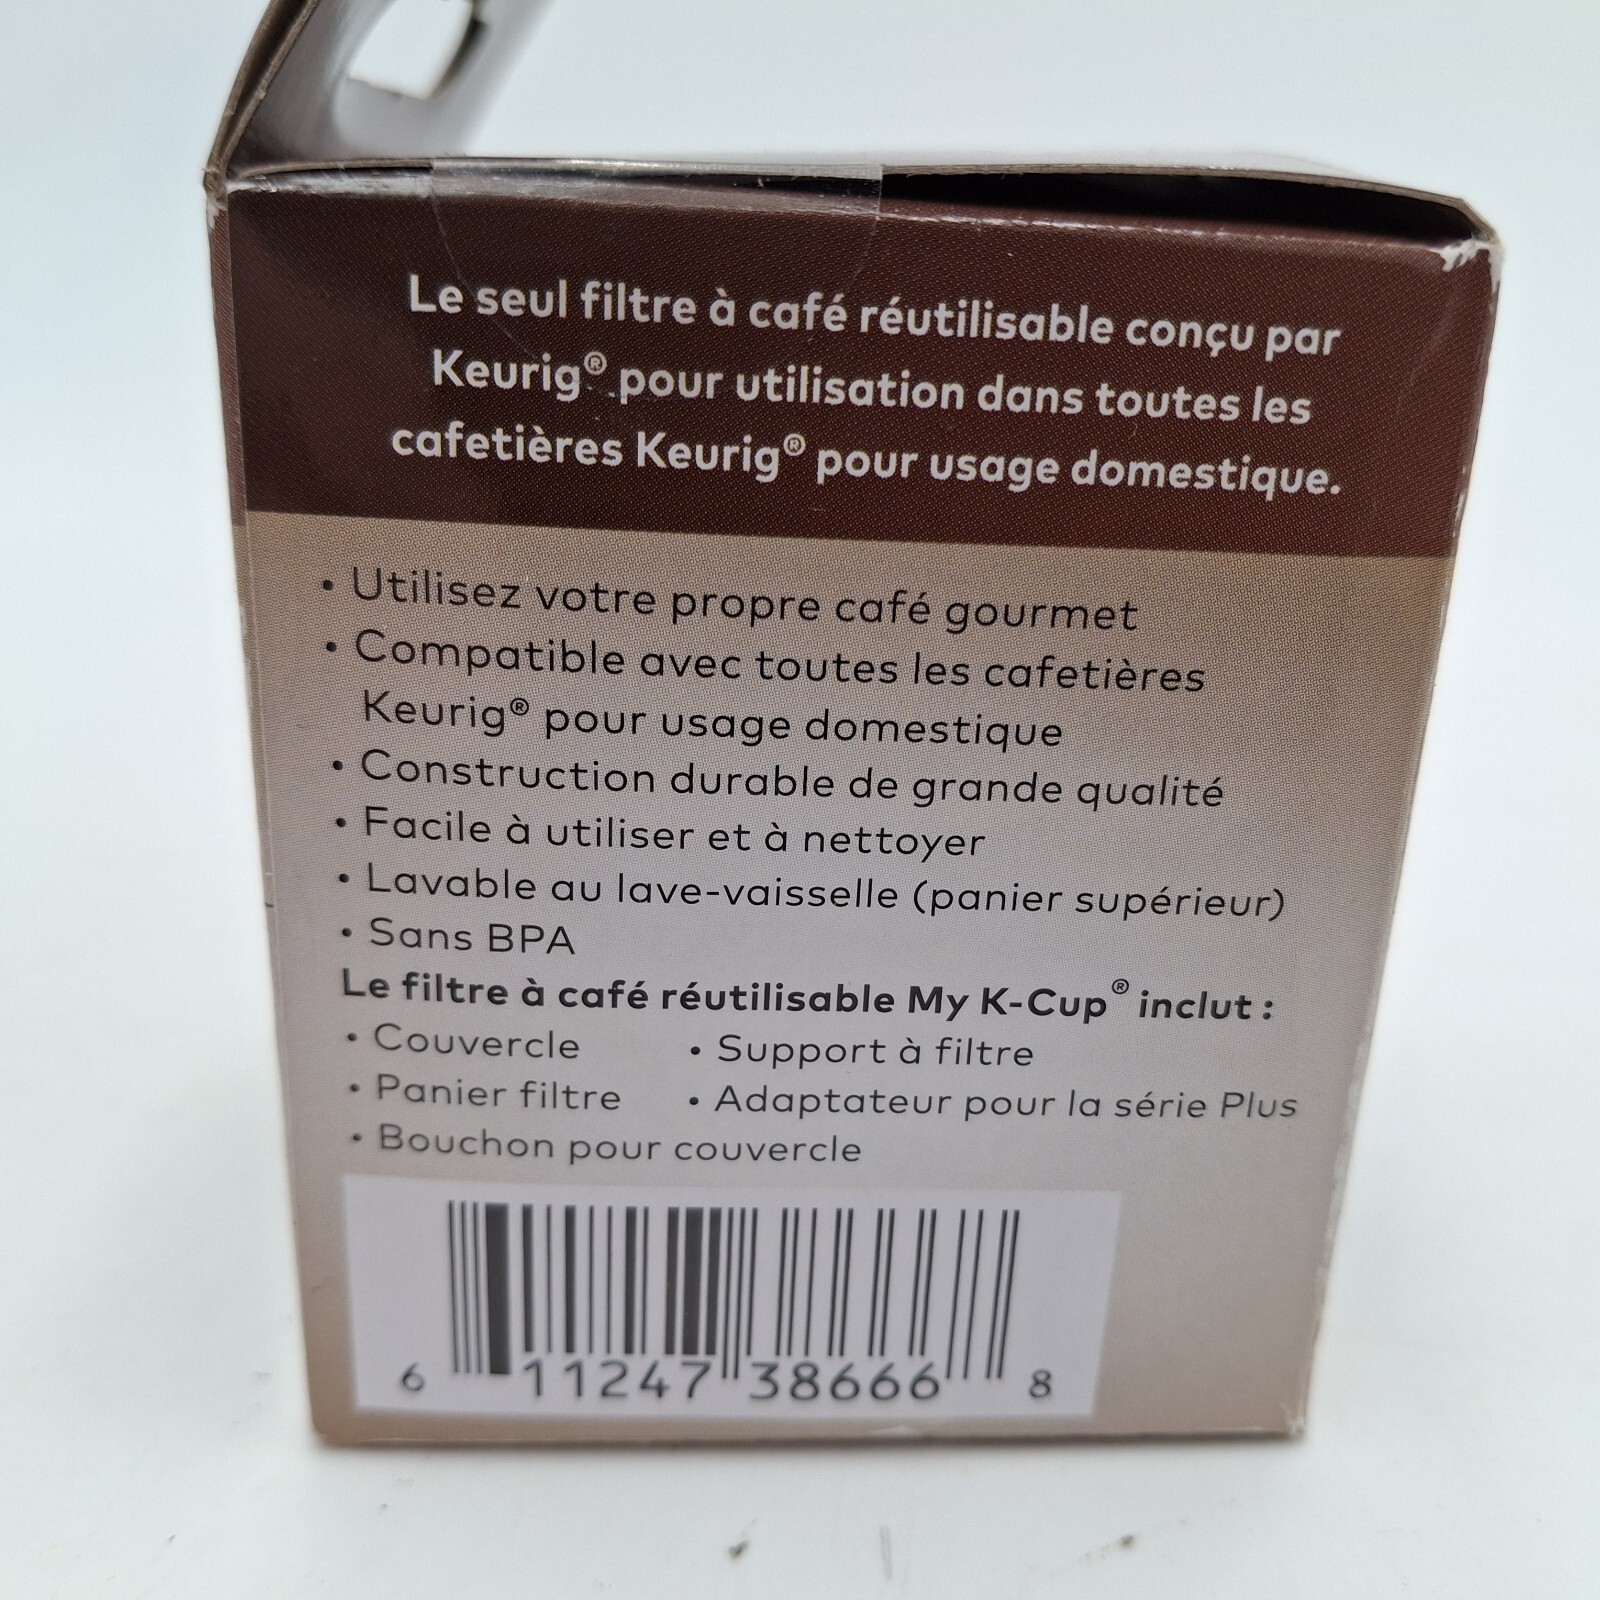 Le seul filtre à café réutilisable conçu par
Keurig® pour utilisation dans toutes les
cafetières Keurig® pour usage domestique.
• Utilisez votre propre café gourmet
• Compatible avec toutes les cafetières
Keurig® pour usage domestique
• Construction durable de grande qualité
• Facile à utiliser et à nettoyer
• Lavable au lave-vaisselle (panier supérieur)
• Sans BPA
Le filtre à café réutilisable My K-Cup® inclut :
• Couvercle • Support à filtre
• Panier filtre • Adaptateur pour la série Plus
• Bouchon pour couvercle
6 11247 38666 8